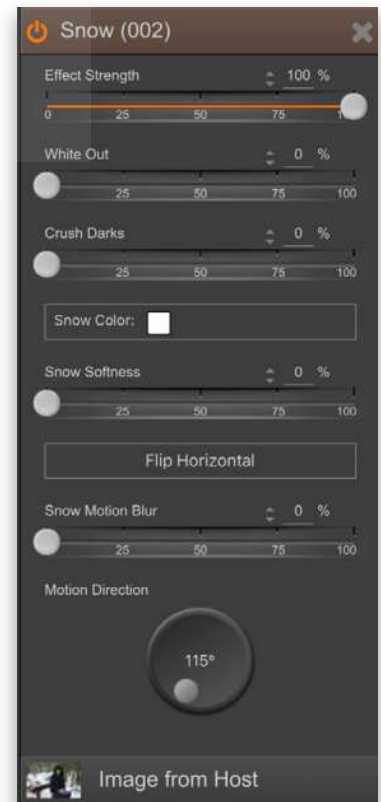 Snow (002)
Effect Strength 100 %
0 25 50 75 100
White Out 0 %
25 50 75 100
Crush Darks 0 %
25 50 75 100
Snow Color:
Snow Softness 0 %
25 50 75 100
Flip Horizontal
Snow Motion Blur 0 %
25 50 75 100
Motion Direction
115°
Image from Host